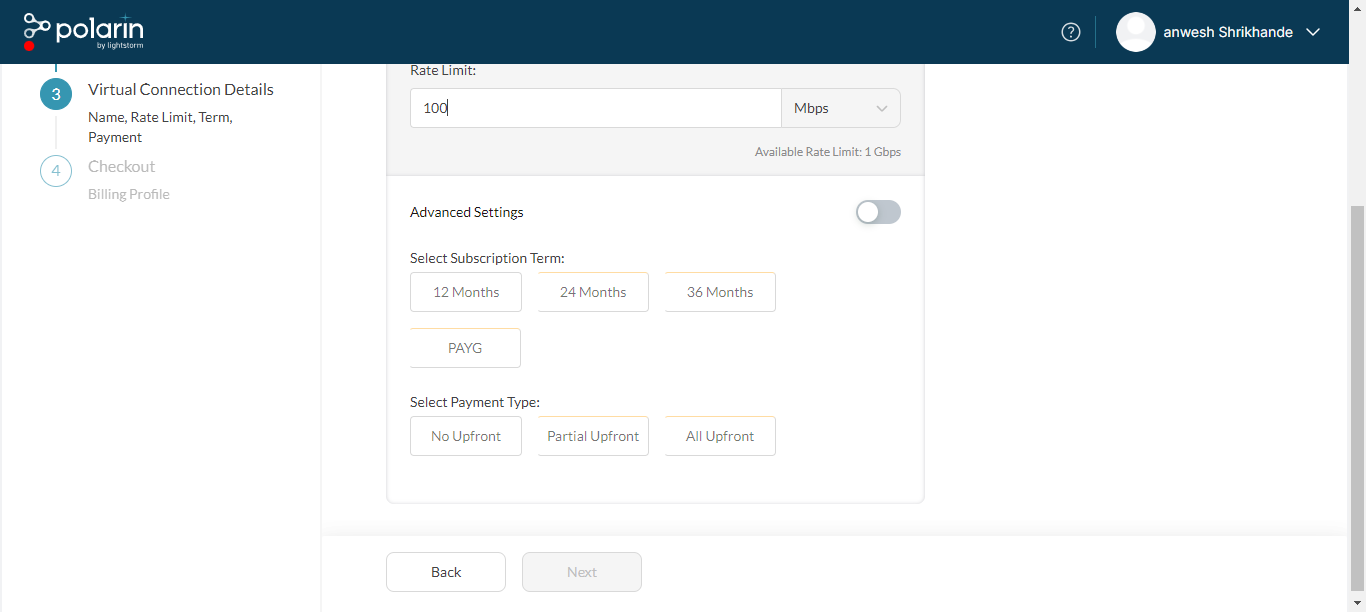 polarin
by lightstorm
anwesh Shrikhande
3
Virtual Connection Details
Name, Rate Limit, Term,
Payment
4
Checkout
Billing Profile
Rate Limit:
100
Mbps
Available Rate Limit: 1 Gbps
Advanced Settings
Select Subscription Term:
12 Months
24 Months
36 Months
PAYG
Select Payment Type:
No Upfront
Partial Upfront
All Upfront
Back
Next